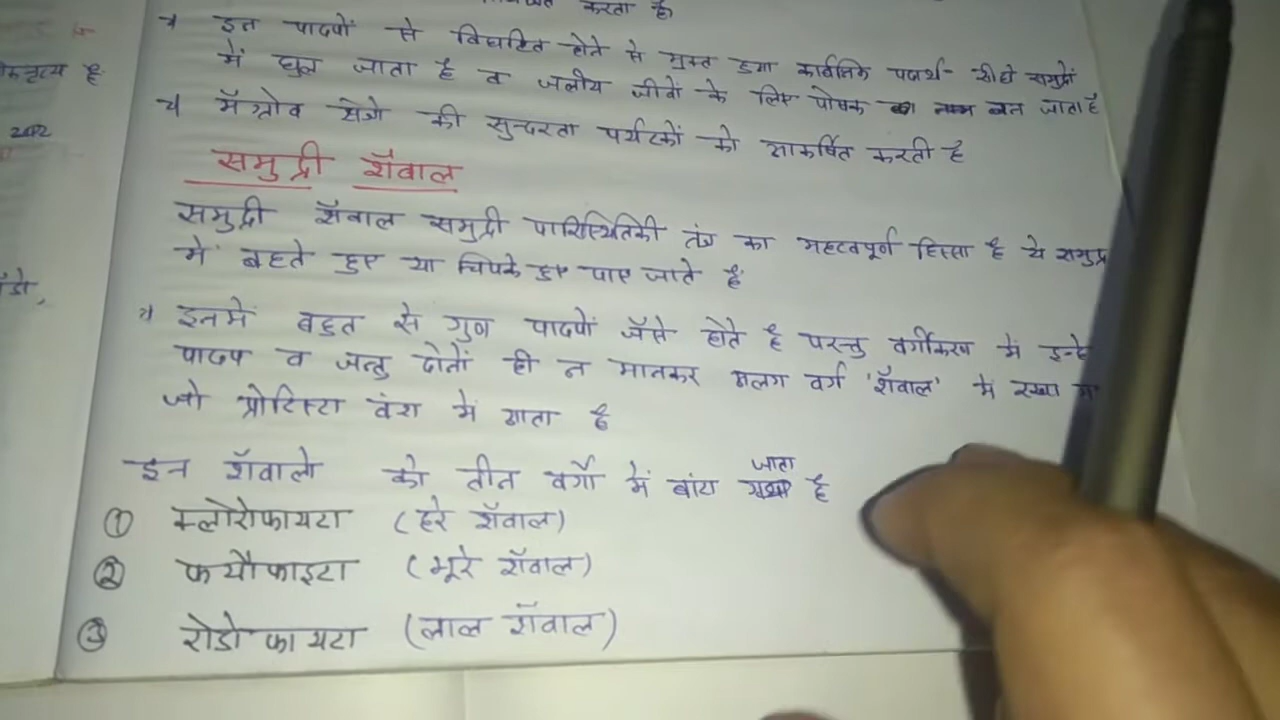 करता है
→ इन पादपों से विघटित होने से मुक्त हुआ कार्बनिक पदार्थ सीधे समुद्रों
में घुल जाता है व जलीय जीवों के लिए पोषक बन जाता है
→ मॅंग्रोव क्षेत्रो की सुन्दरता पर्यटकों को आकर्षित करती है
समुद्री शॅवाल
समुद्री शॅवाल समुद्री पारिस्थितिकी तंत्र का महत्वपूर्ण हिस्सा है ये समुद्र
में बहते हुए या चिपके हुए पाए जाते है
→ इनमें बहुत से गुण पादपों जॅसे होते है परन्तु वर्गीकरण में इन्हे
पादप व जन्तु दोनों ही न मानकर अलग वर्ग 'शॅवाल' में रखा
जो प्रोटिस्टा वंश में आता है
इन शॅवालो को तीन वर्गो में बांटा जाता है
① क्लोरोफायटा (हरे शॅवाल)
② फयौफाइटा (भूरे शॅवाल)
③ रोडोफायटा (लाल शॅवाल)
है
2012